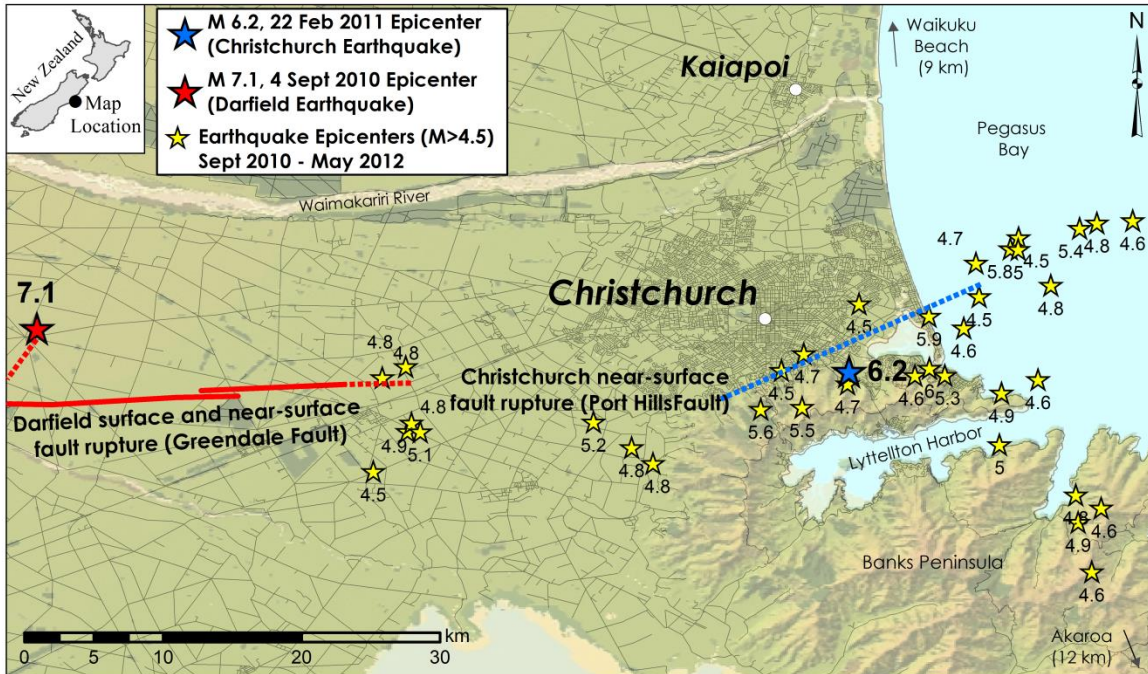 New Zealand
Map
Location
M 6.2, 22 Feb 2011 Epicenter
(Christchurch Earthquake)
M 7.1, 4 Sept 2010 Epicenter
(Darfield Earthquake)
Earthquake Epicenters (M>4.5)
Sept 2010 - May 2012
Waikuku
Beach
(9 km)
N
Kaiapoi
Pegasus
Bay
Waimakariri River
4.7
5.8
5
4.5
5.4
4.8
4.6
4.8
7.1
Christchurch
4.5
5.9
4.5
4.6
4.8
4.8
4.7
4.5
6.2
4.7
4.6
6
5.3
4.9
4.6
Christchurch near-surface
fault rupture (Port HillsFault)
Darfield surface and near-surface
fault rupture (Greendale Fault)
4.8
4.9
5.1
4.5
5.2
4.8
4.8
5.6
5.5
Lyttellton Harbor
5
4.8
4.6
4.9
4.6
Banks Peninsula
Akaroa
(12 km)
km
0
5
10
20
30